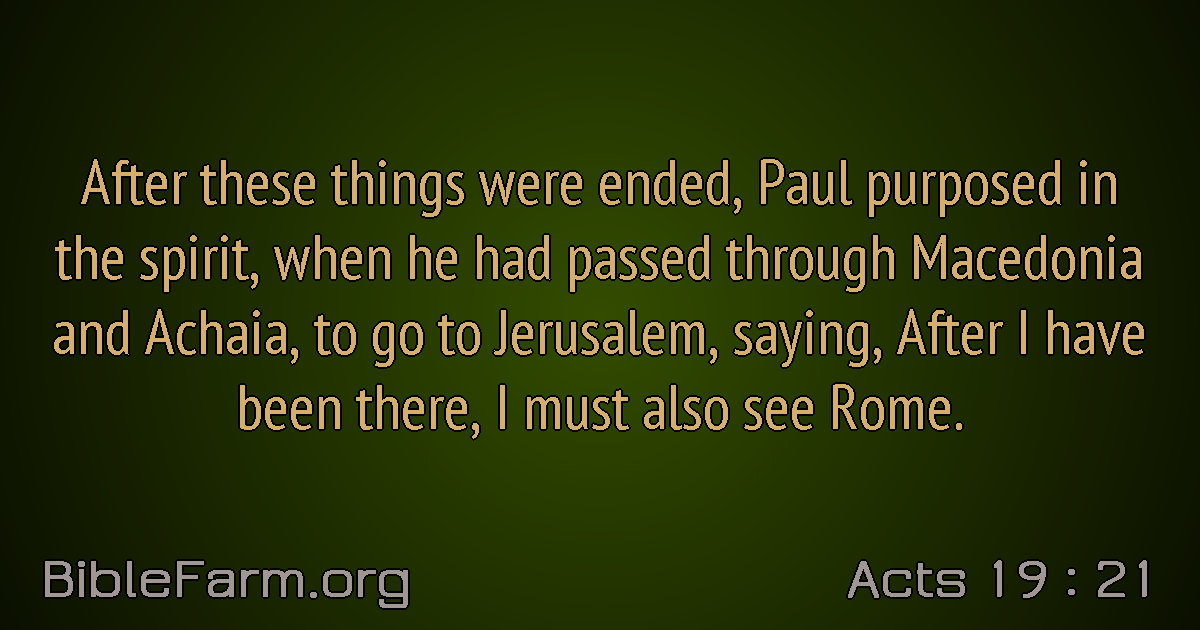 After these things were ended, Paul purposed in
the spirit, when he had passed through Macedonia
and Achaia, to go to Jerusalem, saying, After I have
been there, I must also see Rome.
BibleFarm.org
Acts 19 : 21